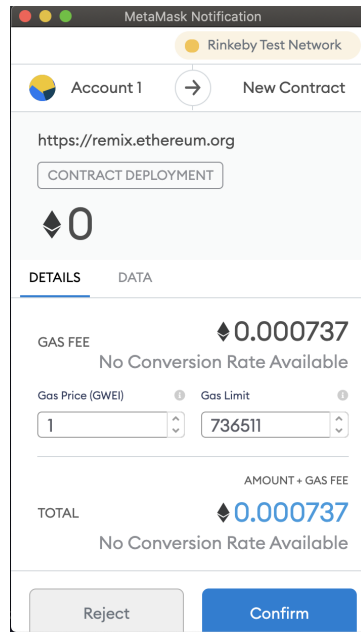 MetaMask Notification
Rinkeby Test Network
Account 1
New Contract
https://remix.ethereum.org
CONTRACT DEPLOYMENT
0
DETAILS DATA
GAS FEE
0.000737
No Conversion Rate Available
Gas Price (GWEI) Gas Limit
1 736511
AMOUNT + GAS FEE
TOTAL
0.000737
No Conversion Rate Available
Reject Confirm